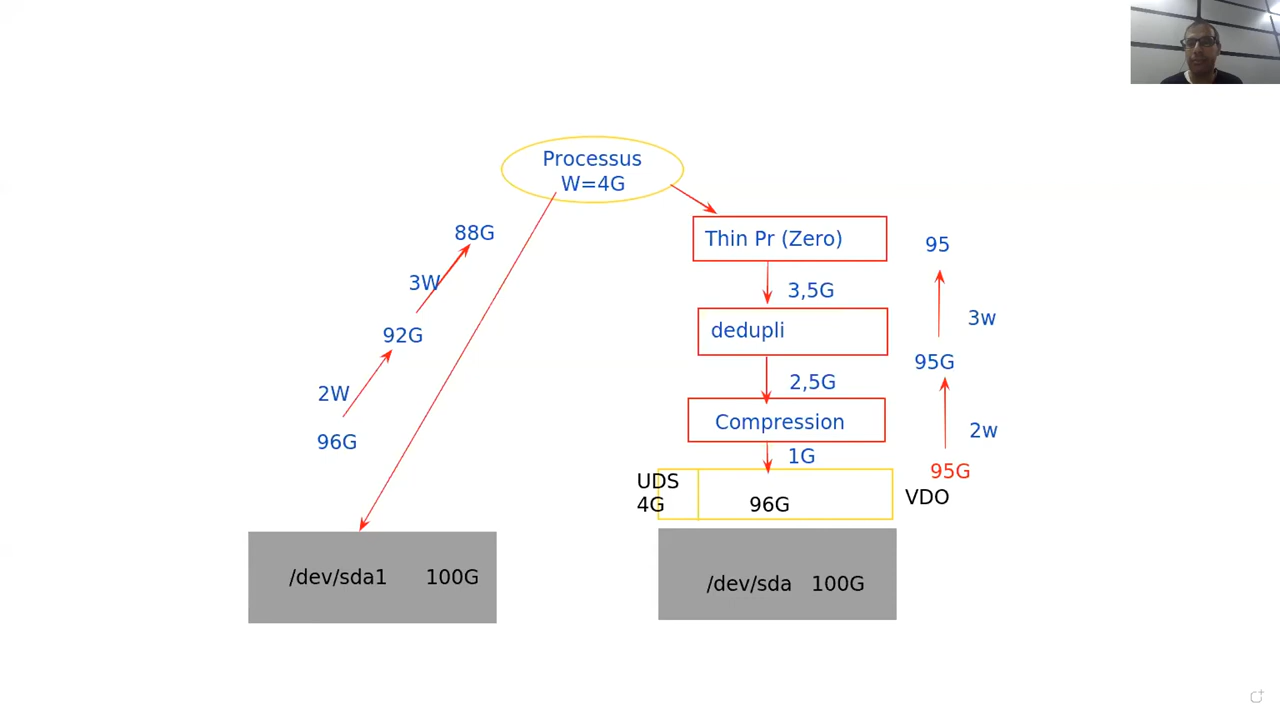 Processus
W=4G
88G
3W
92G
2W
96G
/dev/sda1 100G
Thin Pr (Zero)
3,5G
dedupli
2,5G
Compression
1G
UDS
4G
96G
VDO
/dev/sda 100G
95
3w
95G
2w
95G